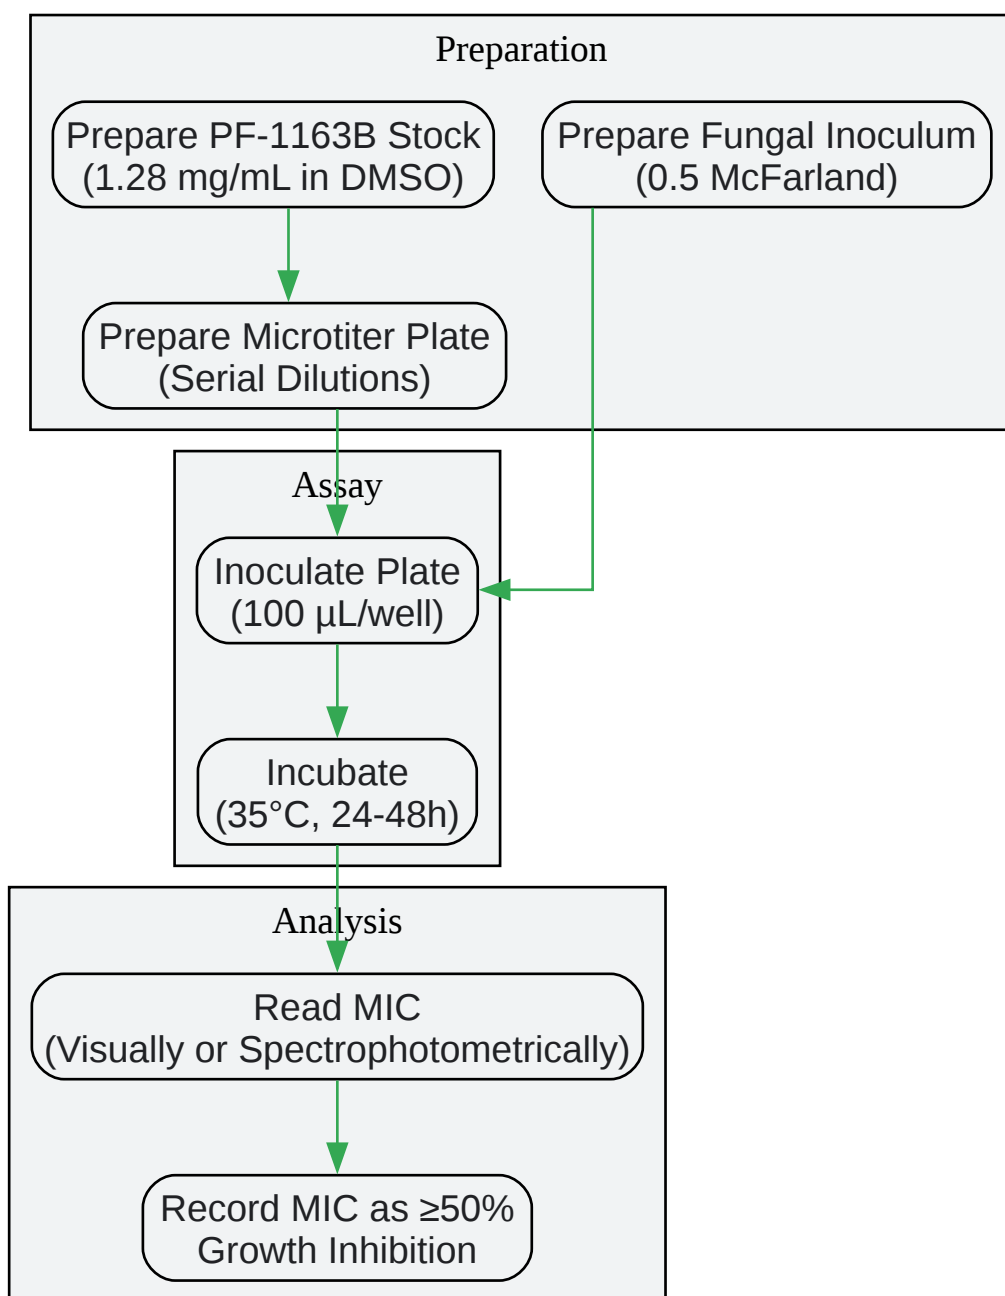 Preparation
Prepare PF-1163B Stock
(1.28 mg/mL in DMSO)
Prepare Fungal Inoculum
(0.5 McFarland)
Prepare Microtiter Plate
(Serial Dilutions)
Assay
Inoculate Plate
(100 µL/well)
Incubate
(35°C, 24-48h)
Analysis
Read MIC
(Visually or Spectrophotometrically)
Record MIC as ≥50%
Growth Inhibition